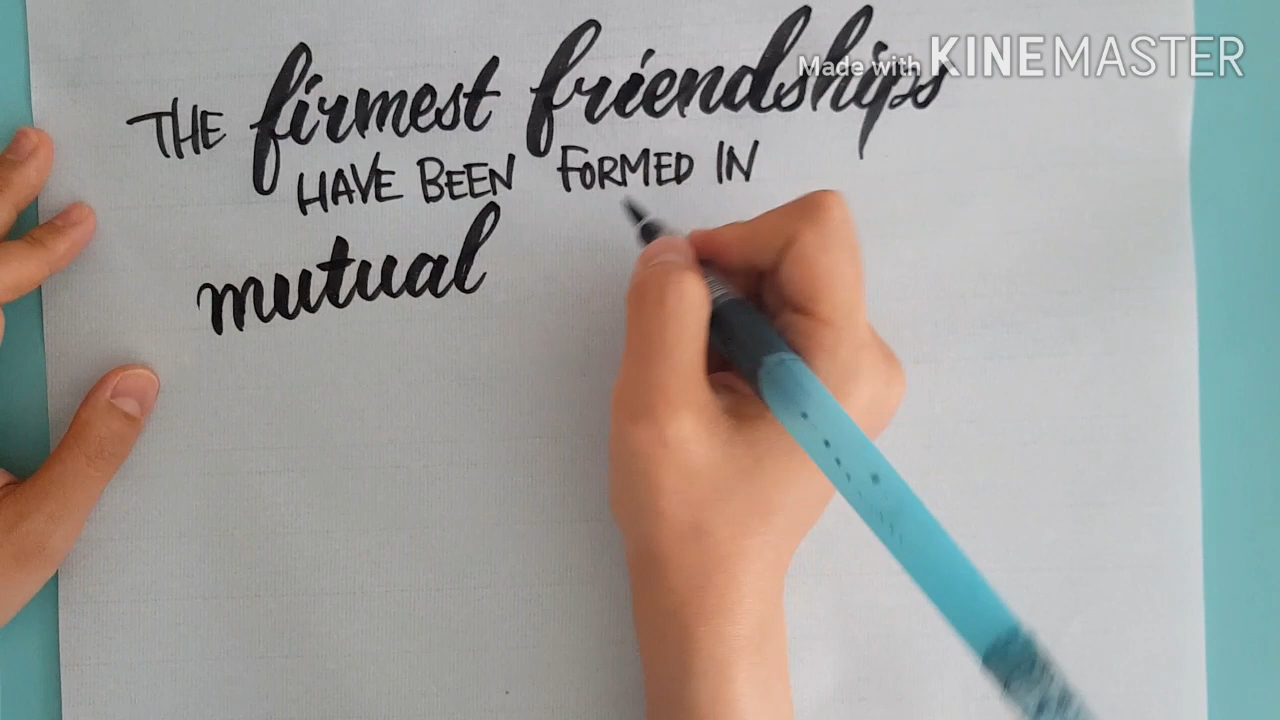 Made with KINEMASTER
THE firmest friendships
HAVE BEEN FORMED IN
mutual